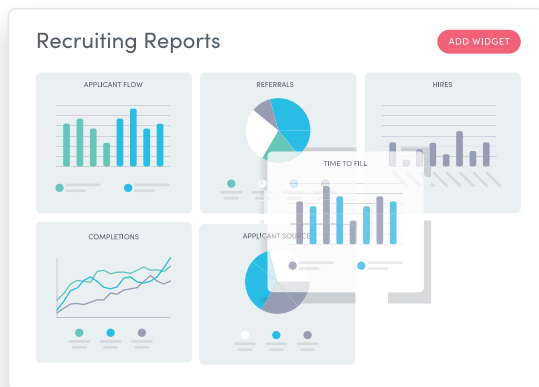 Recruiting Reports
ADD WIDGET
APPLICANT FLOW
REFERRALS
HIRES
TIME TO FILL
COMPLETIONS
APPLICANT SOURCE